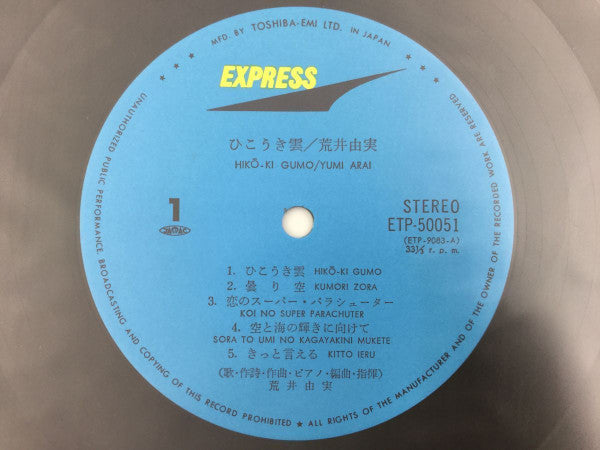 MFD. BY TOSHIBA-EMI LTD. IN JAPAN
EXPRESS
ひこうき雲/荒井由実
HIKŌ-KI GUMO/YUMI ARAI
1
JASRAC
STEREO
ETP-50051
(ETP-9083-A)
33⅓ r.p.m.
1. ひこうき雲 HIKŌ-KI GUMO
2. 曇り空 KUMORI ZORA
3. 恋のスーパー・パラシューター
KOI NO SUPER PARACHUTER
4. 空と海の輝きに向けて
SORA TO UMI NO KAGAYAKINI MUKETE
5. きっと言える KITTO IERU
(歌・作詩・作曲・ピアノ・編曲・指揮)
荒井由実
UNAUTHORIZED PUBLIC PERFORMANCE, BROADCASTING AND COPYING OF THIS RECORD PROHIBITED ★ ALL RIGHTS OF THE MANUFACTURER AND OF THE OWNER OF THE RECORDED WORK ARE RESERVED